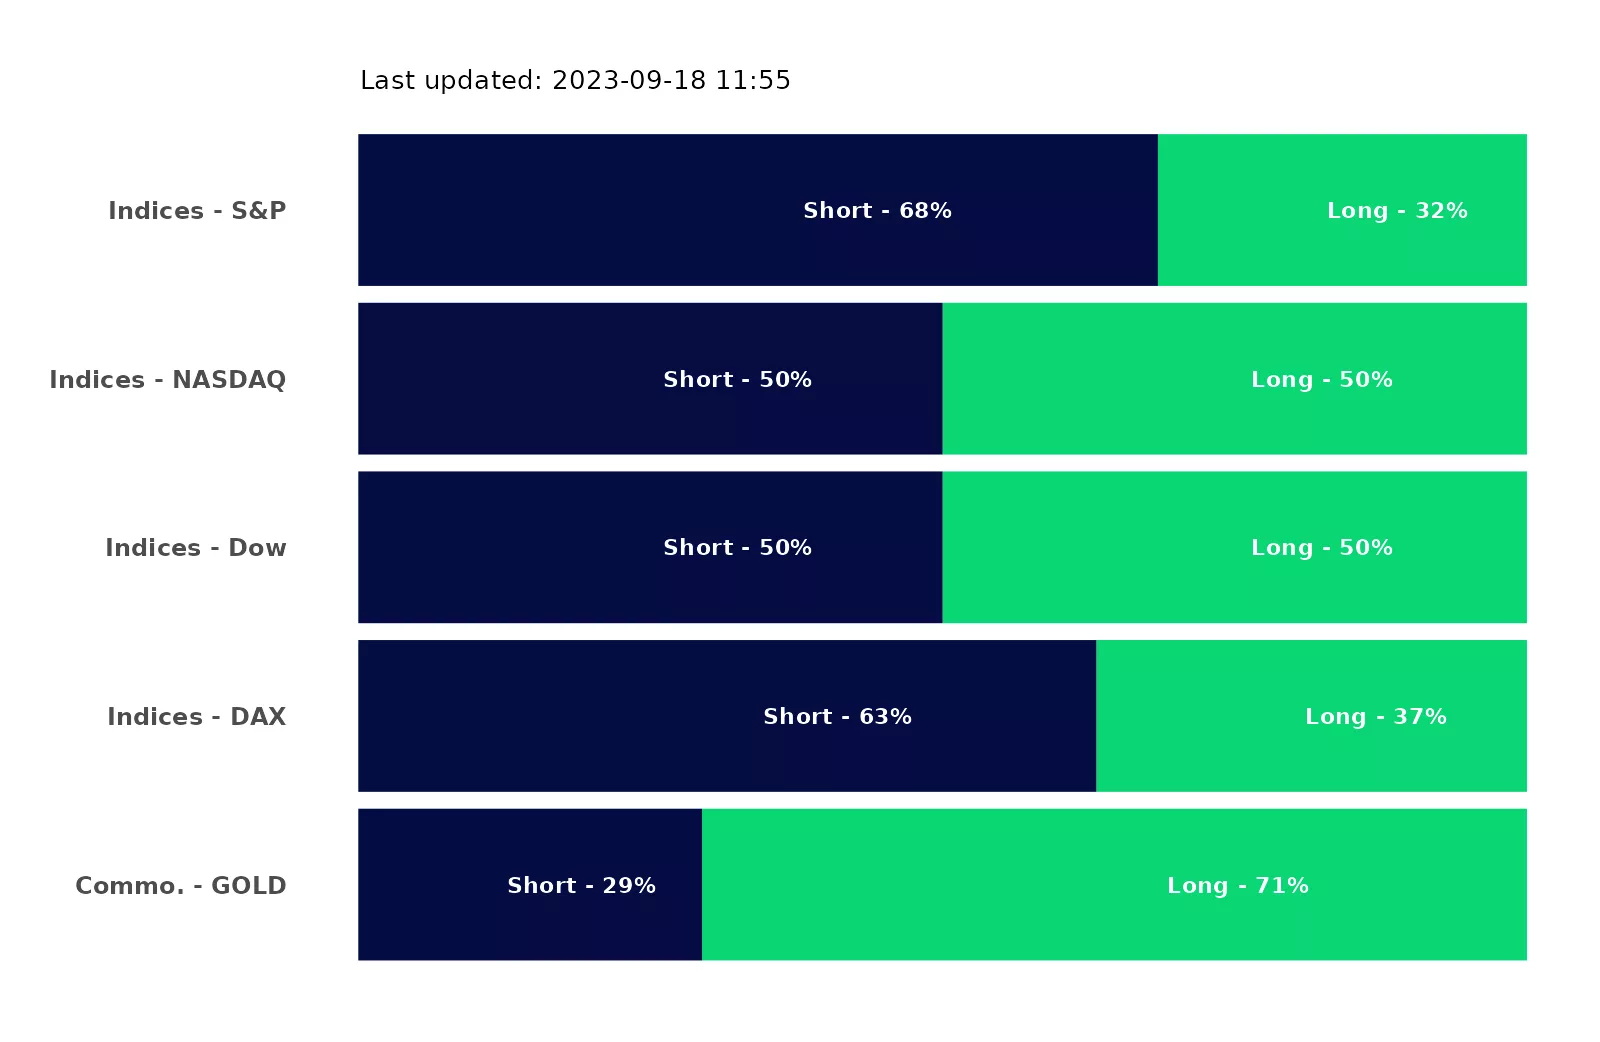 Last updated: 2023-09-18 11:55
Indices - S&P
Short - 68%
Long - 32%
Indices - NASDAQ
Short - 50%
Long - 50%
Indices - Dow
Short - 50%
Long - 50%
Indices - DAX
Short - 63%
Long - 37%
Commo. - GOLD
Short - 29%
Long - 71%